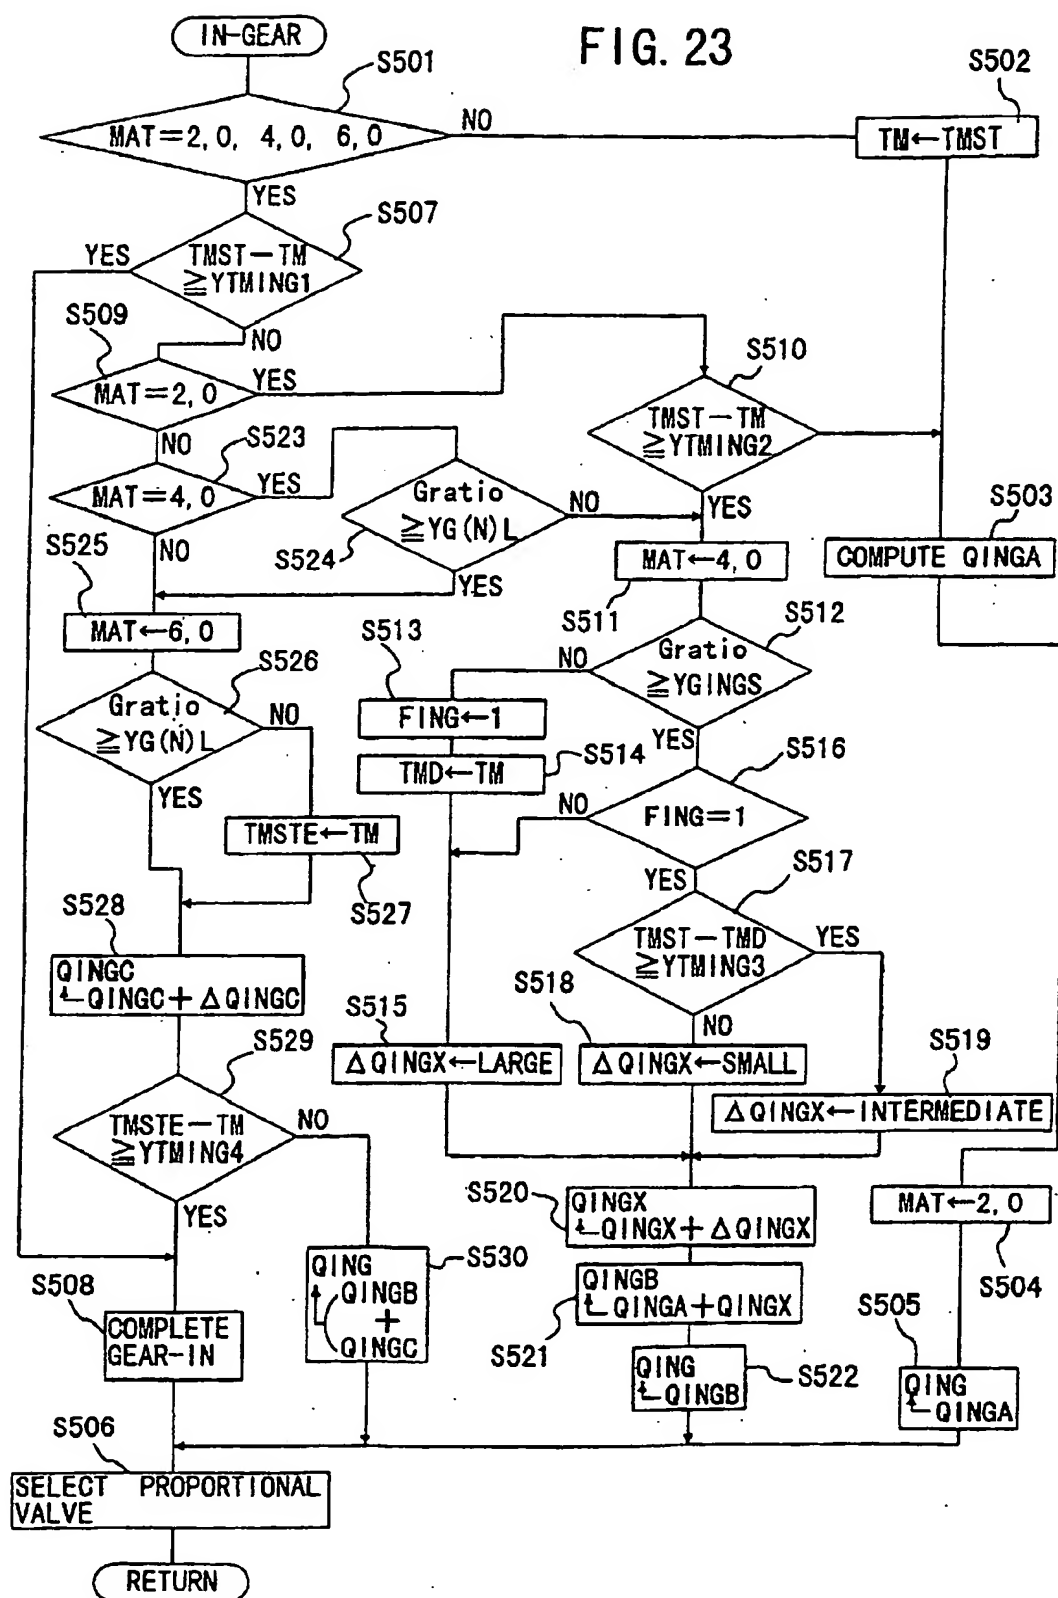 IN-GEAR
FIG. 23
S501
S502
MAT=2,0, 4,0, 6,0
NO
TM←TMST
YES
S507
YES
TMST-TM
≧YTMING1
S509
NO
S510
MAT=2,0
YES
TMST-TM
≧YTMING2
NO
S523
MAT=4,0
YES
Gratio
≧YG(N)L
NO
YES
S503
S525
NO
S524
YES
COMPUTE QINGA
MAT←4,0
MAT←6,0
S511
S512
S513
S526
NO
Gratio
≧YGINGS
Gratio
≧YG(N)L
NO
FING←1
YES
S514
S516
TMD←TM
YES
NO
FING=1
TMSTE←TM
S517
YES
S528
S527
TMST-TMD
≧YTMING3
YES
QINGC
←QINGC+ΔQINGC
S518
S515
NO
S529
S519
ΔQINGX←LARGE
ΔQINGX←SMALL
TMSTE-TM
≧YTMING4
NO
ΔQINGX←INTERMEDIATE
S520
QINGX
←QINGX+ΔQINGX
MAT←2,0
YES
S530
S504
S508
QING
←QINGB
+
QINGC
QINGB
←QINGA+QINGX
S505
COMPLETE
GEAR-IN
S521
QING
←QINGB
S522
QING
←QINGA
S506
SELECT PROPORTIONAL
VALVE
RETURN